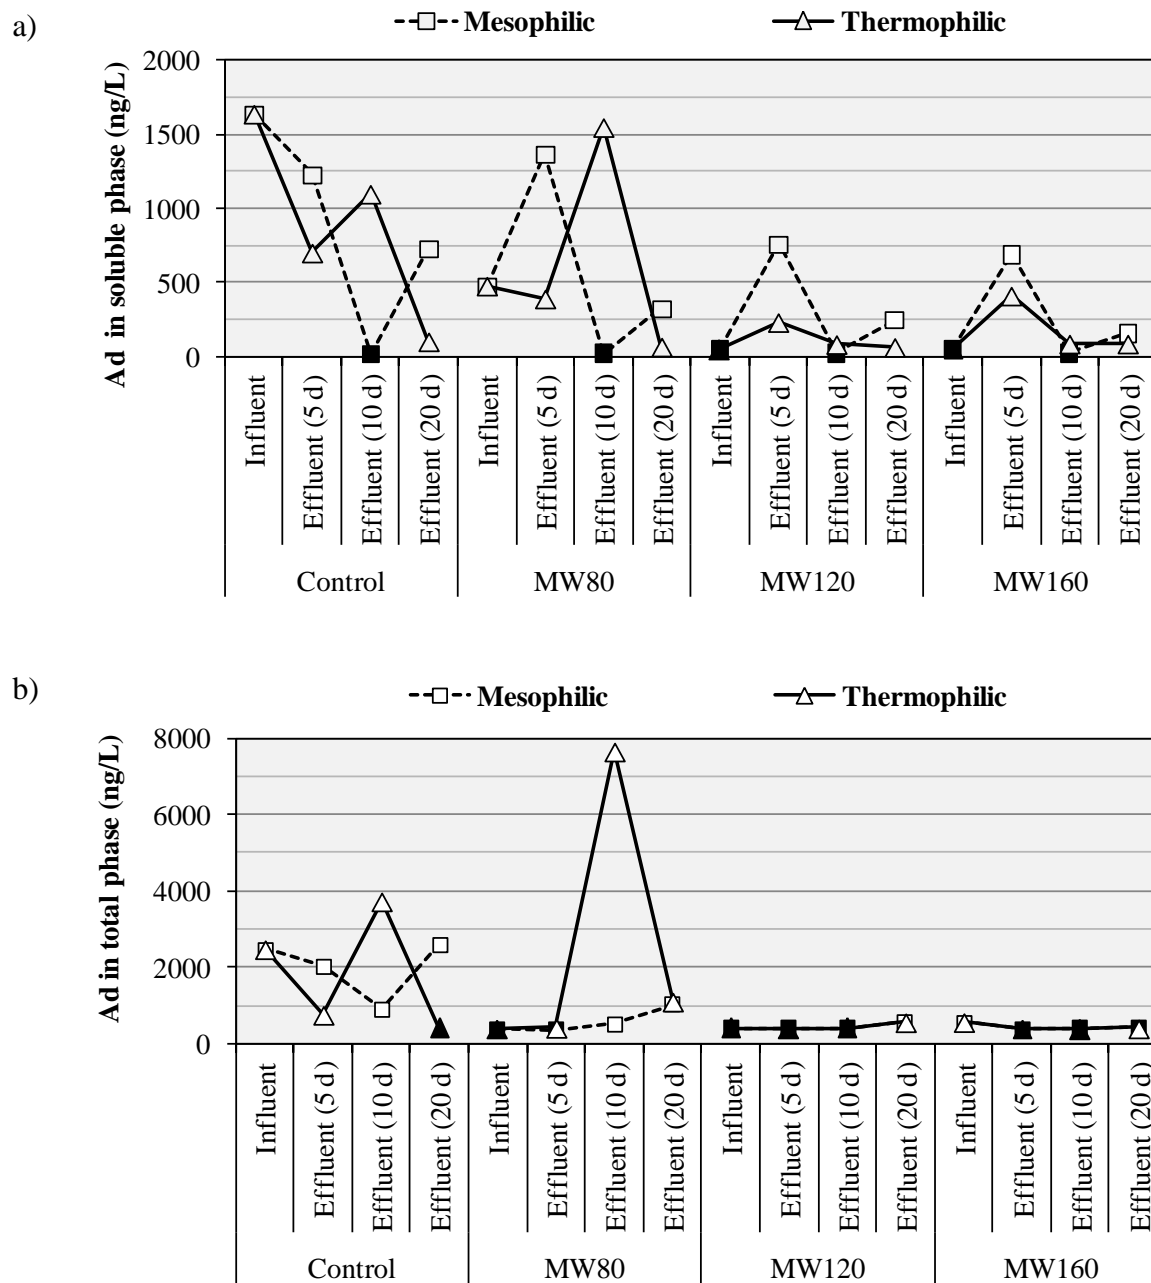 a)
Mesophilic Thermophilic
Ad in soluble phase (ng/L)
2000
1500
1000
500
0
Influent
Effluent (5 d)
Effluent (10 d)
Effluent (20 d)
Influent
Effluent (5 d)
Effluent (10 d)
Effluent (20 d)
Influent
Effluent (5 d)
Effluent (10 d)
Effluent (20 d)
Influent
Effluent (5 d)
Effluent (10 d)
Effluent (20 d)
Control MW80 MW120 MW160
b)
Mesophilic Thermophilic
Ad in total phase (ng/L)
8000
6000
4000
2000
0
Influent
Effluent (5 d)
Effluent (10 d)
Effluent (20 d)
Influent
Effluent (5 d)
Effluent (10 d)
Effluent (20 d)
Influent
Effluent (5 d)
Effluent (10 d)
Effluent (20 d)
Influent
Effluent (5 d)
Effluent (10 d)
Effluent (20 d)
Control MW80 MW120 MW160